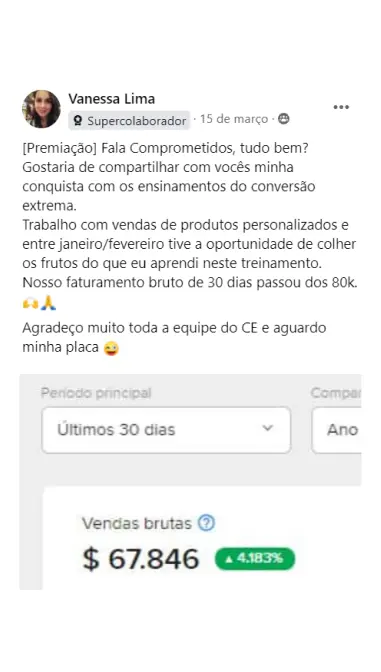 Vanessa Lima
Supercolaborador · 15 de março ·
[Premiação] Fala Comprometidos, tudo bem?
Gostaria de compartilhar com vocês minha
conquista com os ensinamentos do conversão
extrema.
Trabalho com vendas de produtos personalizados e
entre janeiro/fevereiro tive a oportunidade de colher
os frutos do que eu aprendi neste treinamento.
Nosso faturamento bruto de 30 dias passou dos 80k.
🙌🙏
Agradeço muito toda a equipe do CE e aguardo
minha placa 😜
Período principal
Compar
Últimos 30 dias
Ano
Vendas brutas
$ 67.846 ▲ 4.183%